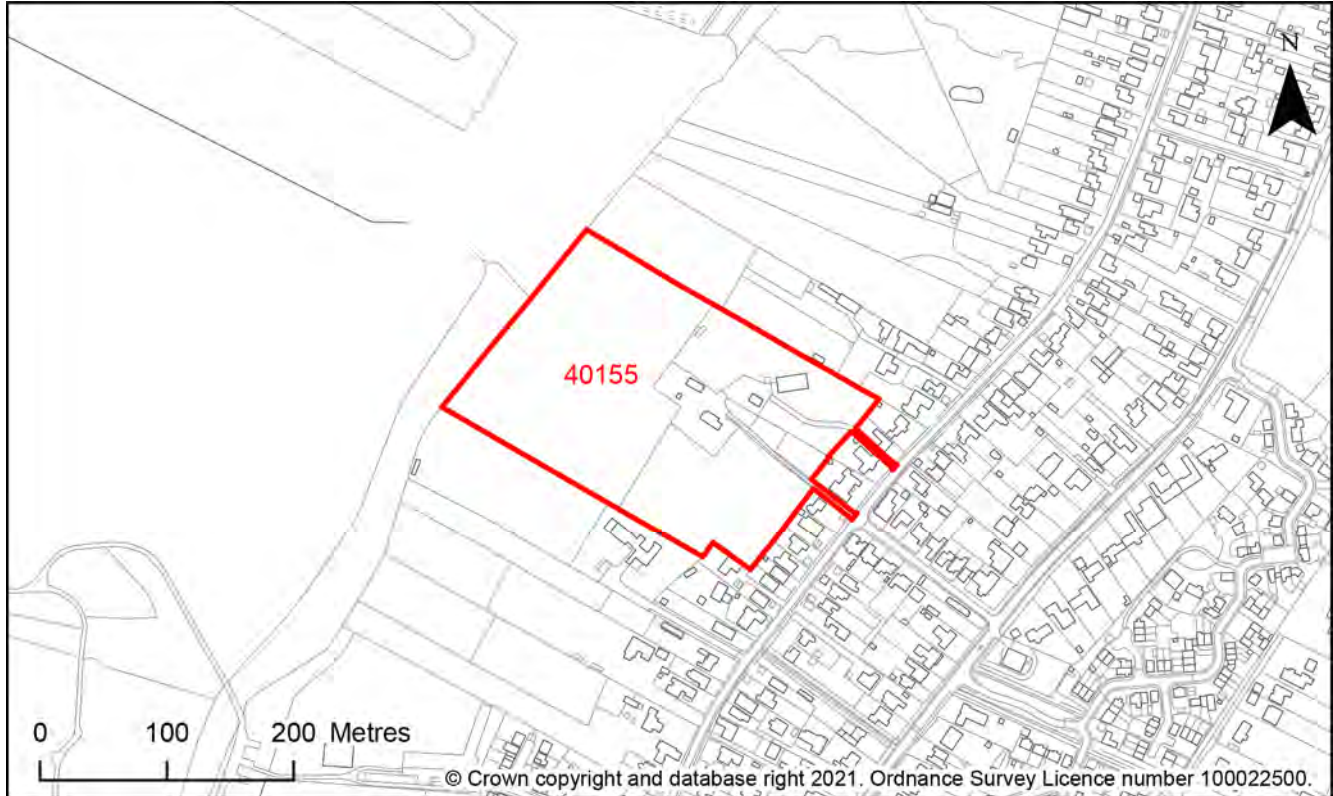 N
40155
0 100 200 Metres
© Crown copyright and database right 2021. Ordnance Survey Licence number 100022500.